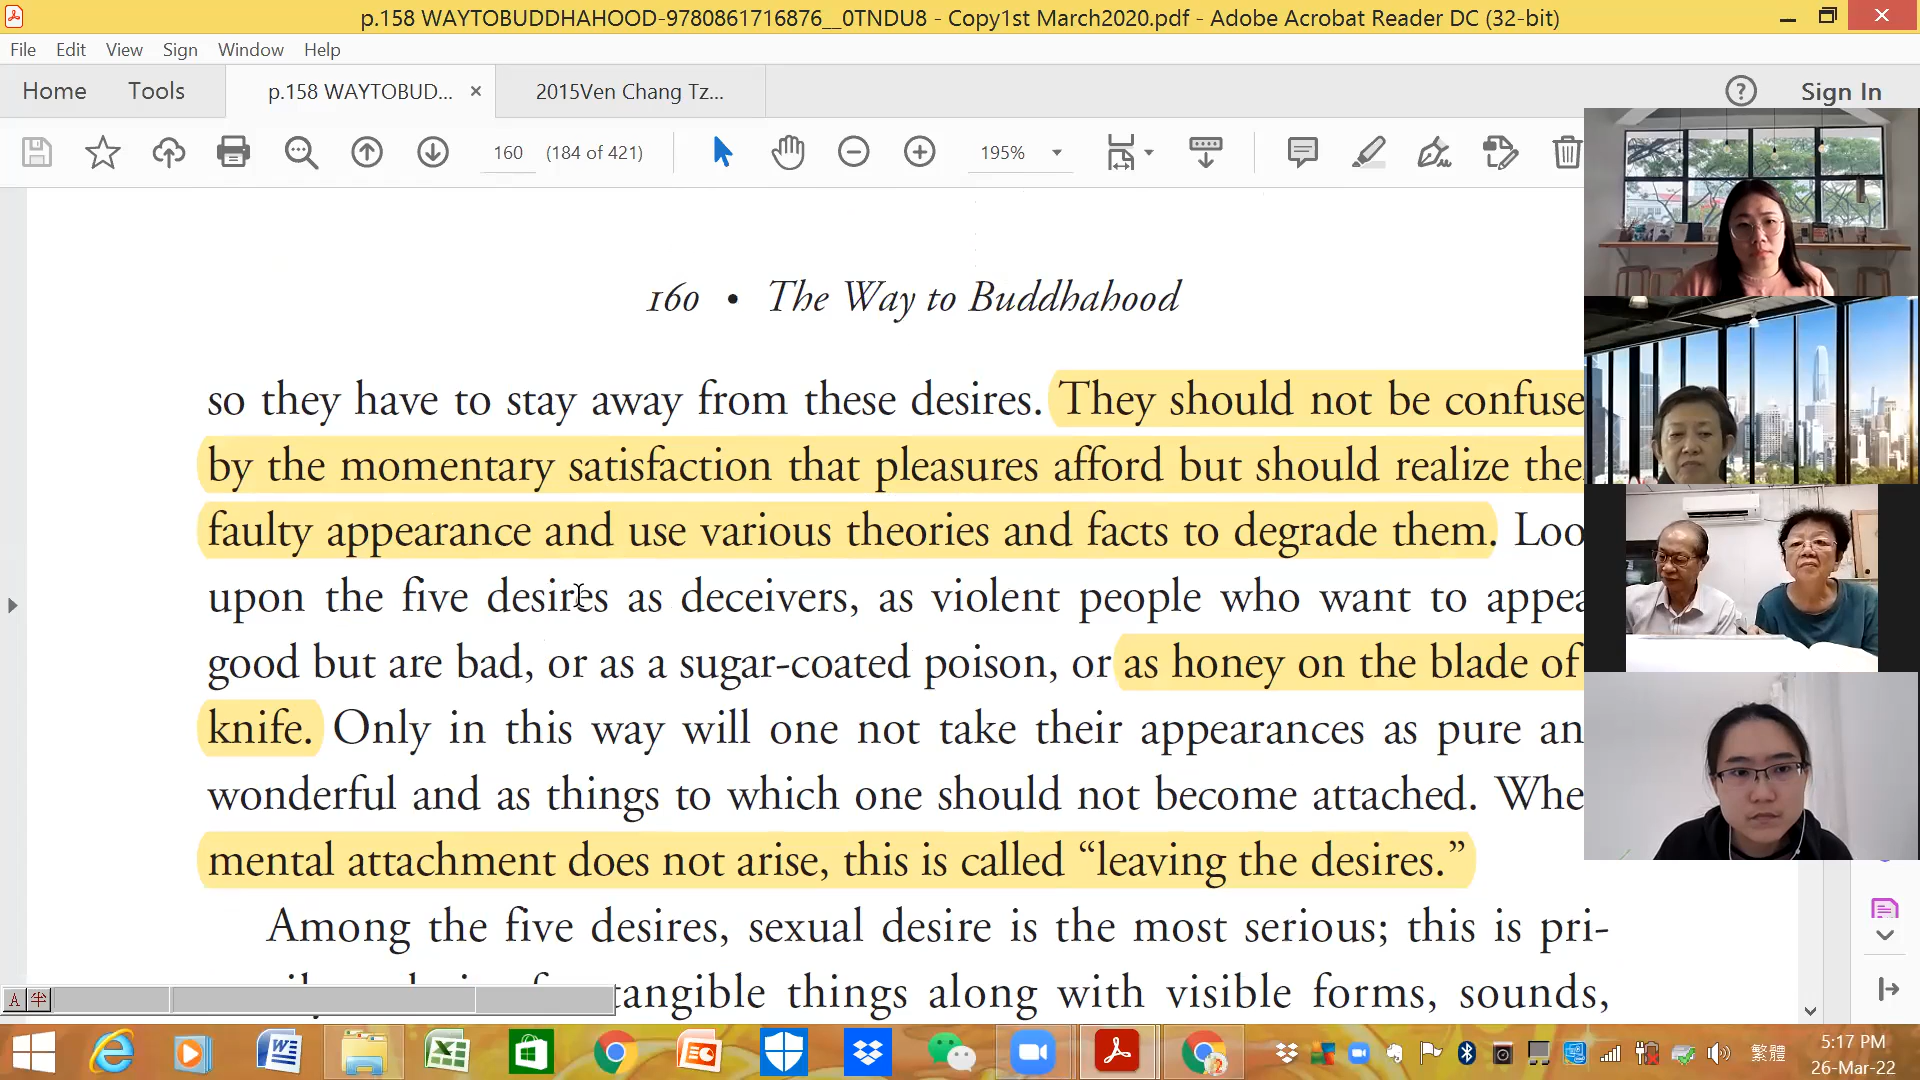 p.158 WAYTOBUDDHAHOOD-9780861716876__0TNDU8 - Copy1st March2020.pdf - Adobe Acrobat Reader DC (32-bit)
File Edit View Sign Window Help
Home Tools p.158 WAYTOBUD... × 2015Ven Chang Tz... Sign In
160 (184 of 421) 195%
160 • The Way to Buddhahood
so they have to stay away from these desires. They should not be confuse
by the momentary satisfaction that pleasures afford but should realize the
faulty appearance and use various theories and facts to degrade them. Loo
upon the five desires as deceivers, as violent people who want to appea
good but are bad, or as a sugar-coated poison, or as honey on the blade of
knife. Only in this way will one not take their appearances as pure an
wonderful and as things to which one should not become attached. Whe
mental attachment does not arise, this is called “leaving the desires.”
Among the five desires, sexual desire is the most serious; this is pri-
tangible things along with visible forms, sounds,
A 半
繁體
5:17 PM
26-Mar-22